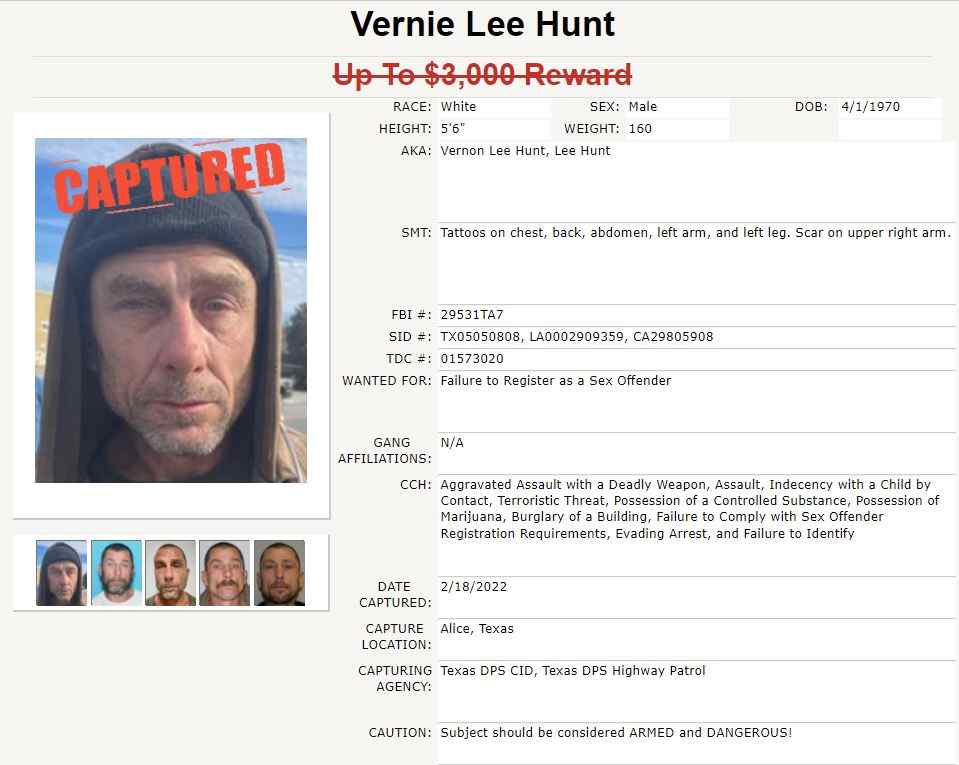 Vernie Lee Hunt
Up To $3,000 Reward
RACE: White SEX: Male DOB: 4/1/1970
HEIGHT: 5'6" WEIGHT: 160
CAPTURED
AKA: Vernon Lee Hunt, Lee Hunt
SMT: Tattoos on chest, back, abdomen, left arm, and left leg. Scar on upper right arm.
FBI #: 29531TA7
SID #: TX05050808, LA0002909359, CA29805908
TDC #: 01573020
WANTED FOR: Failure to Register as a Sex Offender
GANG N/A
AFFILIATIONS:
CCH: Aggravated Assault with a Deadly Weapon, Assault, Indecency with a Child by
Contact, Terroristic Threat, Possession of a Controlled Substance, Possession of
Marijuana, Burglary of a Building, Failure to Comply with Sex Offender
Registration Requirements, Evading Arrest, and Failure to Identify
DATE 2/18/2022
CAPTURED:
CAPTURE Alice, Texas
LOCATION:
CAPTURING Texas DPS CID, Texas DPS Highway Patrol
AGENCY:
CAUTION: Subject should be considered ARMED and DANGEROUS!